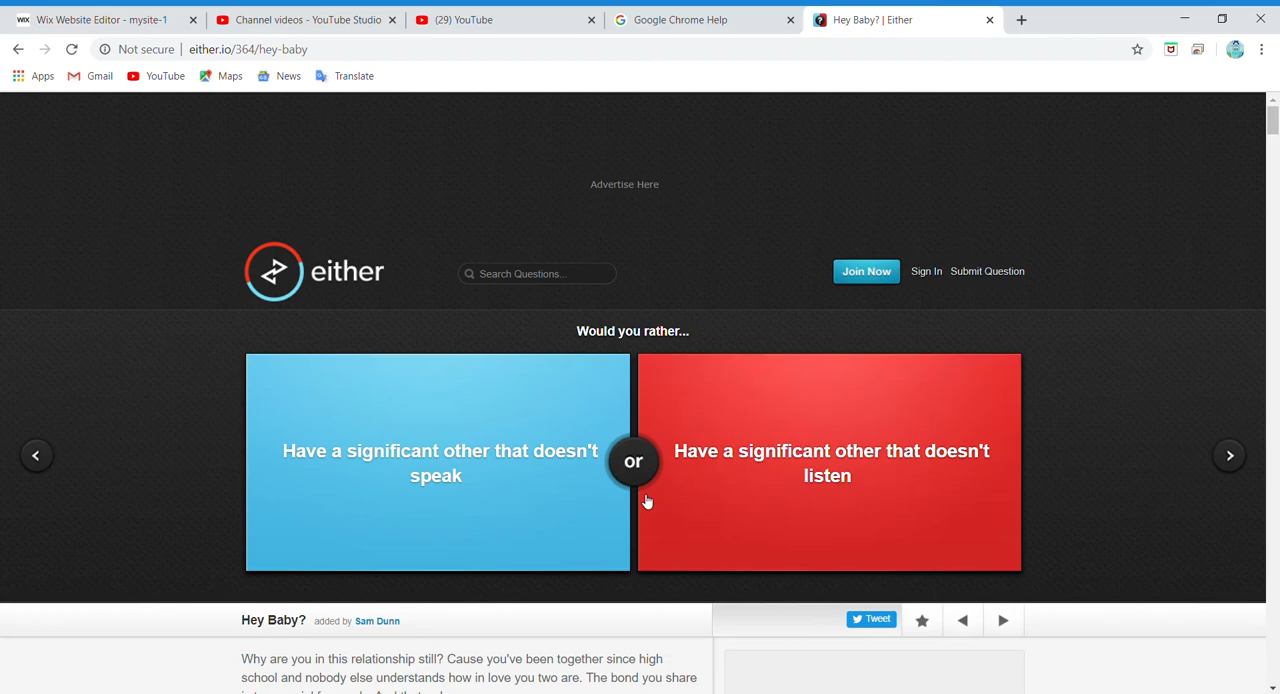 WIX Wix Website Editor - mysite-1
Channel videos - YouTube Studio
(29) YouTube
Google Chrome Help
Hey Baby? | Either
Not secure | either.io/364/hey-baby
Apps Gmail YouTube Maps News Translate
Advertise Here
either
Search Questions...
Join Now Sign In Submit Question
Would you rather...
Have a significant other that doesn't
speak
or
Have a significant other that doesn't
listen
Hey Baby? added by Sam Dunn
Tweet
Why are you in this relationship still? Cause you've been together since high
school and nobody else understands how in love you two are. The bond you share